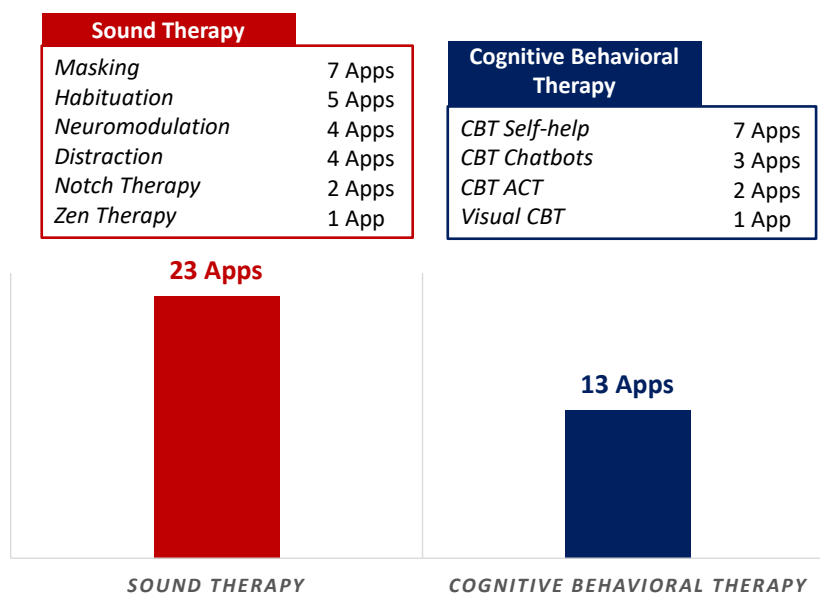 Sound Therapy
Masking 7 Apps
Habituation 5 Apps
Neuromodulation 4 Apps
Distraction 4 Apps
Notch Therapy 2 Apps
Zen Therapy 1 App
Cognitive Behavioral
Therapy
CBT Self-help 7 Apps
CBT Chatbots 3 Apps
CBT ACT 2 Apps
Visual CBT 1 App
23 Apps
13 Apps
SOUND THERAPY
COGNITIVE BEHAVIORAL THERAPY